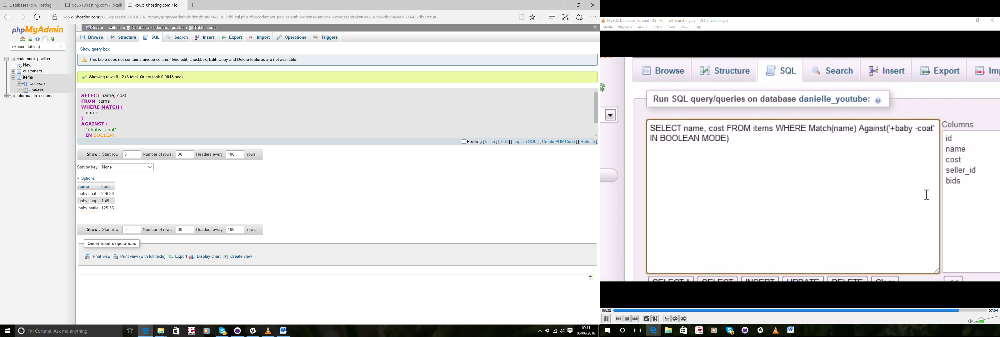 Databases - x10Hosting
xo6.x10hosting.com / localh
xo6.x10hosting.com / lo
xo6.x10hosting.com:2083/cpsess5820701020/3rdparty/phpMyAdmin/index.php#PMAURL-6:tbl_sql.php?db=codemara_povilas&table=items&server=1&target=&token=d61a1564bb0649eec8756437db00ce3a
phpMyAdmin
(Recent tables) ...
codemara_povilas
New
customers
items
Columns
Indexes
information_schema
Server: localhost » Database: codemara_povilas » Table: items
Browse Structure SQL Search Insert Export Import Operations Triggers
Show query box
This table does not contain a unique column. Grid edit, checkbox, Edit, Copy and Delete features are not available.
Showing rows 0 - 2 (3 total, Query took 0.0018 sec)
SELECT name, cost
FROM items
WHERE MATCH (
name
)
AGAINST (
'+baby -coat'
IN BOOLEAN
Profiling [ Inline ] [ Edit ] [ Explain SQL ] [ Create PHP Code ] [ Refresh ]
Show : Start row: 0 Number of rows: 30 Headers every 100 rows
Sort by key: None
+ Options
name cost
baby seat 206.88
baby soap 1.49
baby bottle 125.36
Show : Start row: 0 Number of rows: 30 Headers every 100 rows
Query results operations
Print view Print view (with full texts) Export Display chart Create view
I'm Cortana. Ask me anything.
09:11
06/06/2016
MySQL Database Tutorial - 25 - Full-Text Searching.avi - VLC media player
Media Playback Audio Video Tools View Help
Browse Structure SQL Search Insert Export Im
Run SQL query/queries on database danielle_youtube:
SELECT name, cost FROM items WHERE Match(name) Against('+baby -coat'
IN BOOLEAN MODE)
Columns
id
name
cost
seller_id
bids
SELECT * SELECT INSERT UPDATE DELETE Clear <<
06:32
07:04
77%